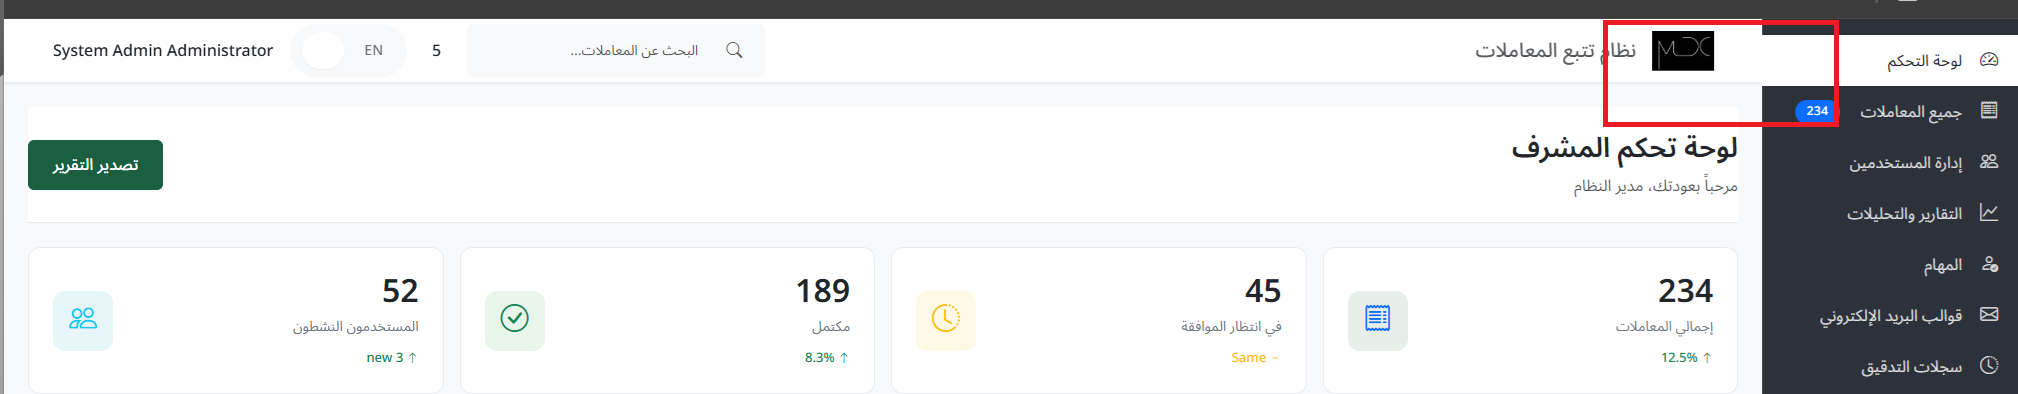 نظام تتبع المعاملات
البحث عن المعاملات...
5
EN
System Admin Administrator
لوحة التحكم
جميع المعاملات 234
إدارة المستخدمين
التقارير والتحليلات
المهام
قوالب البريد الإلكتروني
سجلات التدقيق
لوحة تحكم المشرف
مرحباً بعودتك، مدير النظام
تصدير التقرير
234
إجمالي المعاملات
↑ 12.5%
45
في انتظار الموافقة
− Same
189
مكتمل
↑ 8.3%
52
المستخدمون النشطون
↑ 3 new